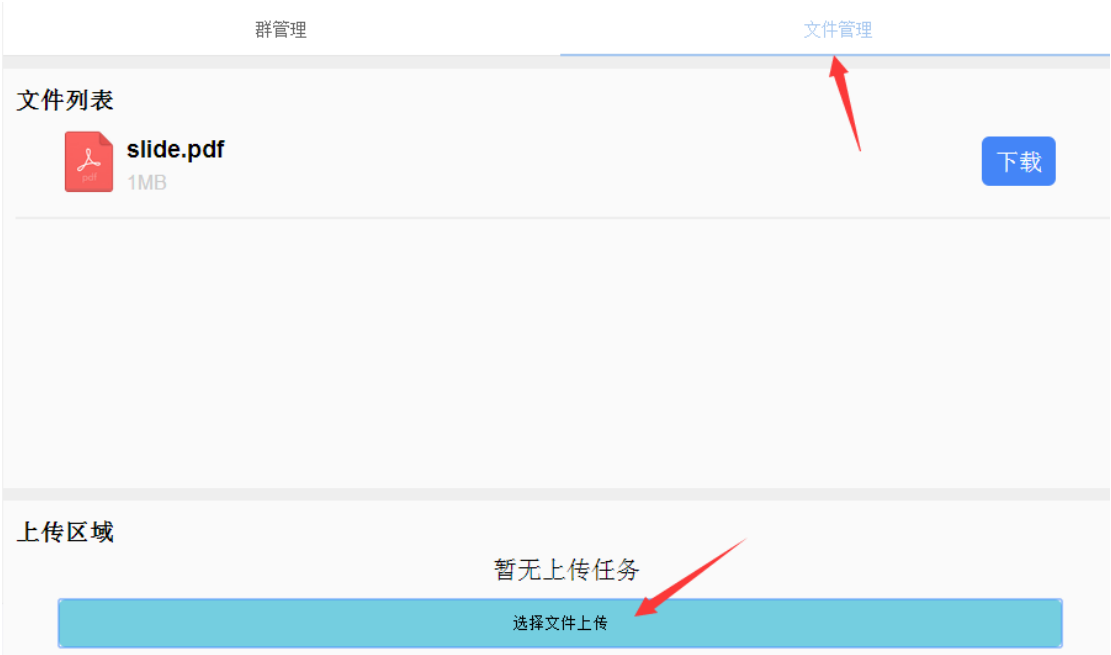 群管理
文件管理
文件列表
slide.pdf
pdf
1MB
下载
上传区域
暂无上传任务
选择文件上传